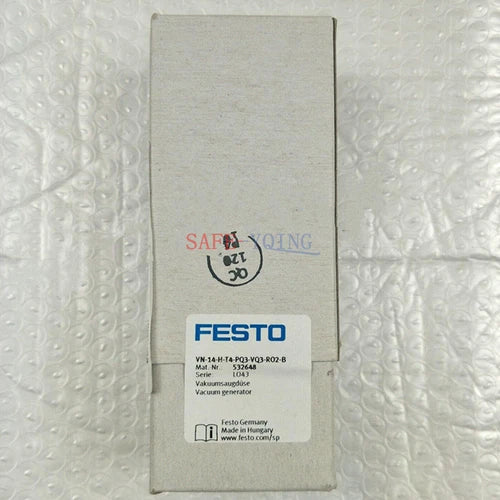 SAFE-YQING
QC
120
FESTO
VN-14-H-T4-PQ3-VQ3-RO2-B
Mat. Nr.: 532648
Serie: LO43
Vakuumsaugdüse
Vacuum generator
Festo Germany
Made in Hungary
www.festo.com/sp